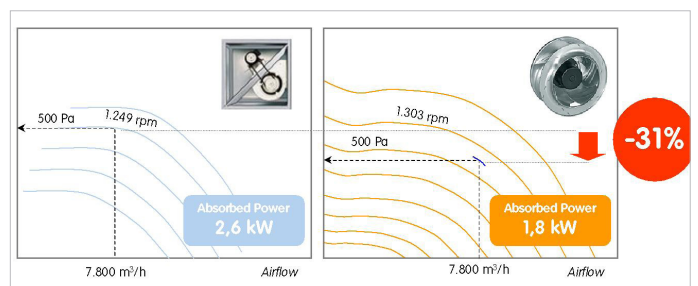 500 Pa
1.249 rpm
Absorbed Power
2,6 kW
7.800 m³/h
Airflow
1.303 rpm
500 Pa
Absorbed Power
1,8 kW
7.800 m³/h
Airflow
-31%